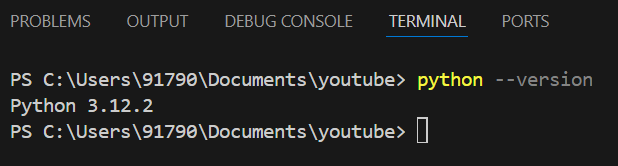 PROBLEMS OUTPUT DEBUG CONSOLE TERMINAL PORTS
PS C:\Users\91790\Documents\youtube> python --version
Python 3.12.2
PS C:\Users\91790\Documents\youtube>